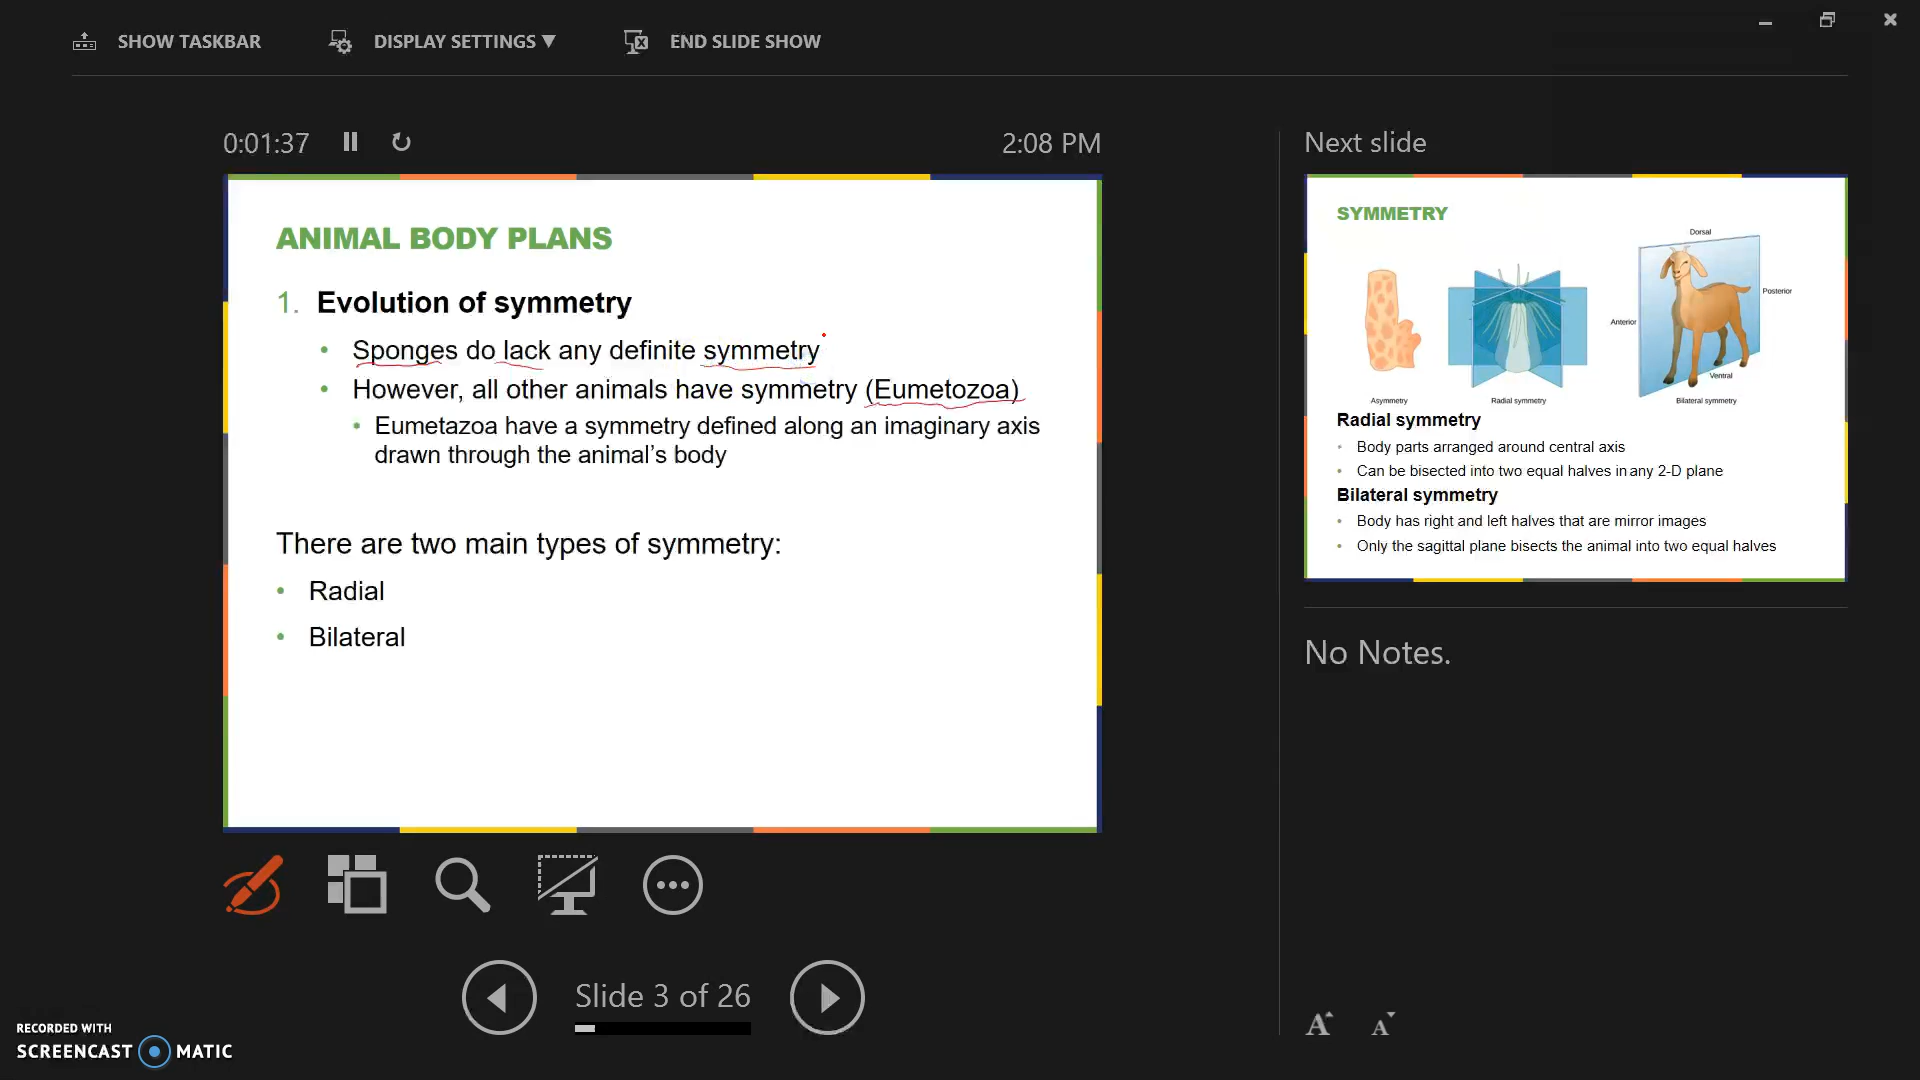 SHOW TASKBAR
DISPLAY SETTINGS ▼
END SLIDE SHOW
0:01:37
2:08 PM
ANIMAL BODY PLANS
1. Evolution of symmetry
• Sponges do lack any definite symmetry
• However, all other animals have symmetry (Eumetozoa)
• Eumetazoa have a symmetry defined along an imaginary axis
drawn through the animal’s body
There are two main types of symmetry:
• Radial
• Bilateral
Slide 3 of 26
Next slide
SYMMETRY
Dorsal
Posterior
Anterior
Ventral
Asymmetry
Radial symmetry
Bilateral symmetry
Radial symmetry
• Body parts arranged around central axis
• Can be bisected into two equal halves in any 2-D plane
Bilateral symmetry
• Body has right and left halves that are mirror images
• Only the sagittal plane bisects the animal into two equal halves
No Notes.
A A
RECORDED WITH
SCREENCAST MATIC